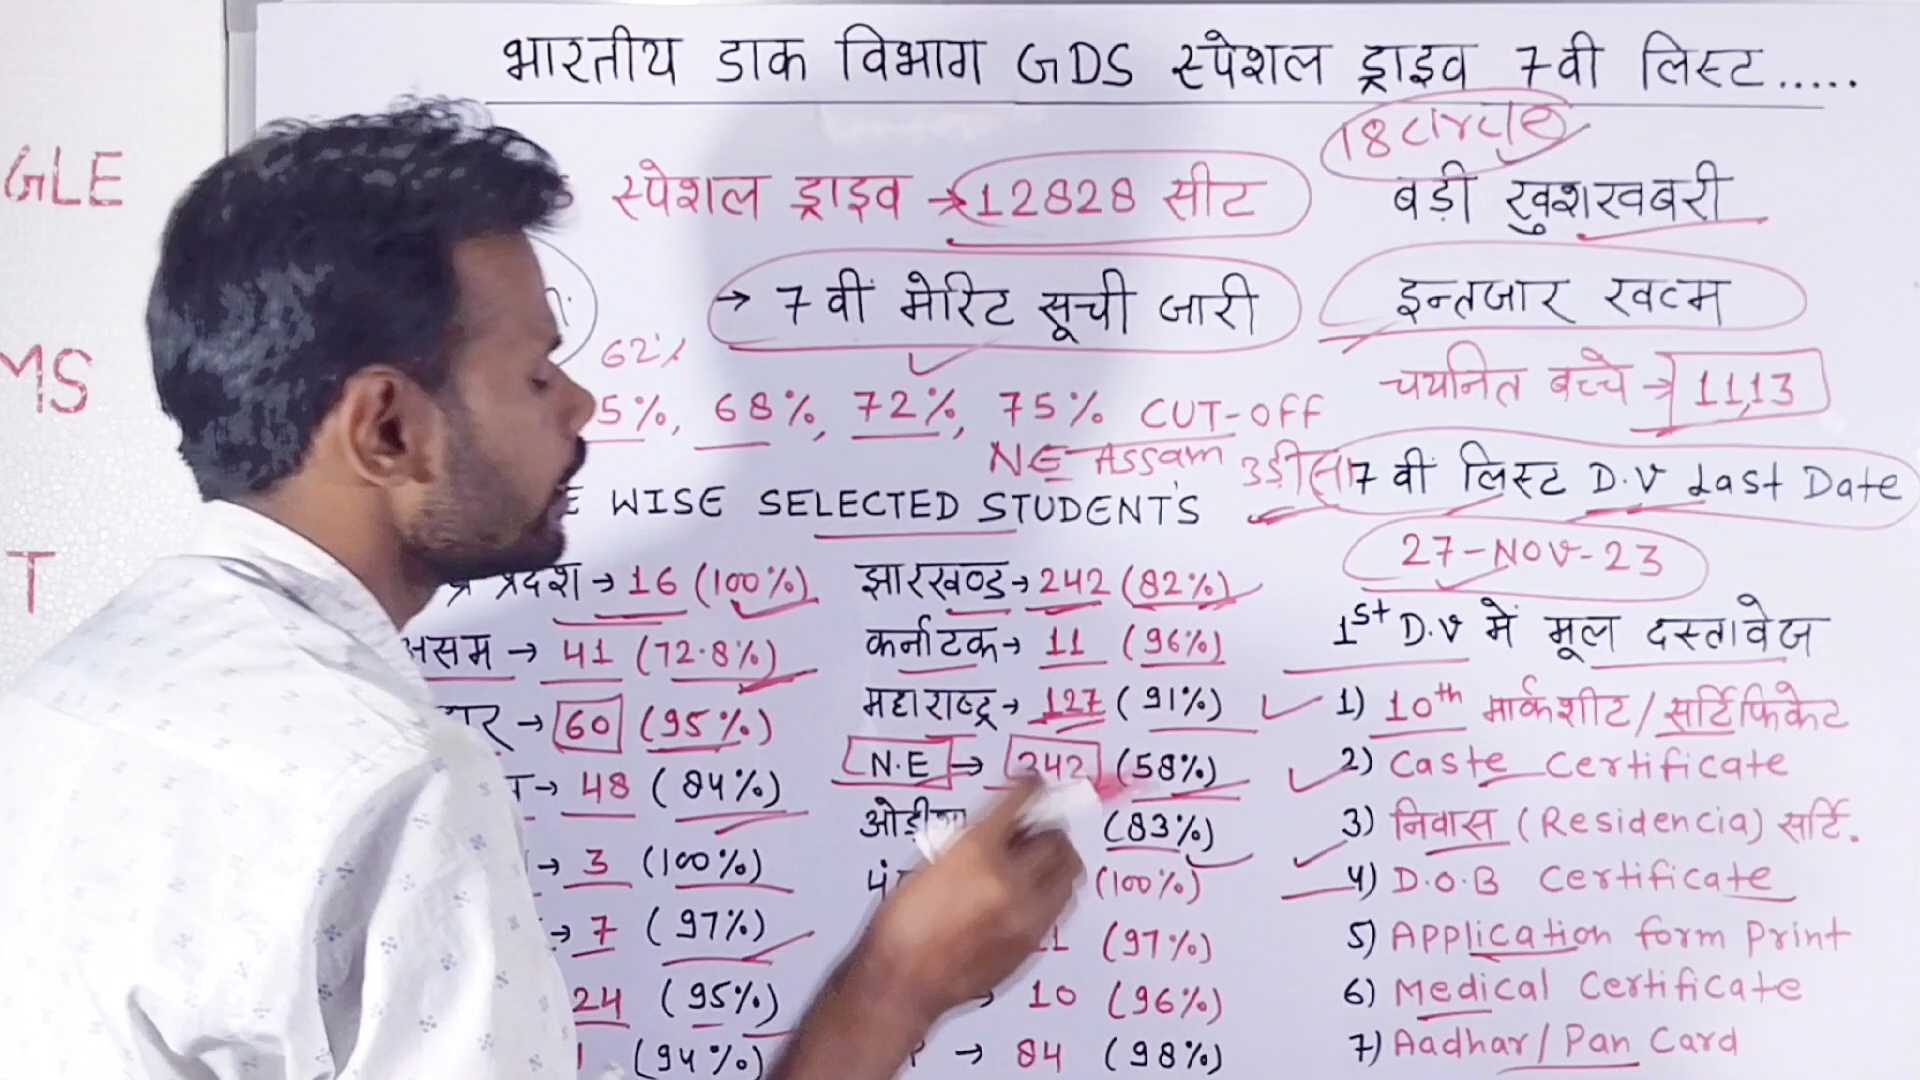 भारतीय डाक विभाग GDS स्पेशल ड्राइव 7वी लिस्ट.....
GLE
18 circle
स्पेशल ड्राइव → 12828 सीट
बड़ी खुशखबरी
→ 7 वीं मेरिट सूची जारी
इन्तजार खत्म
62%
MS
5%, 68%, 72%, 75% CUT-OFF
चयनित बच्चे → 1113
NE Assam
7 वीं लिस्ट D.V Last Date
E WISE SELECTED STUDENT'S
27-NOV-23
T
प्रदेश → 16 (100%)
झारखण्ड → 242 (82%)
1st D.V में मूल दस्तावेज
असम → 41 (72.8%)
कर्नाटक → 11 (96%)
→ 60 (95%)
महाराष्ट्र → 127 (91%)
1) 10th मार्कशीट/सर्टिफिकेट
→ 48 (84%)
N.E → 242 (58%)
2) Caste Certificate
→ 3 (100%)
ओड़ीशा (83%)
3) निवास (Residencia) सर्टि.
→ 7 (97%)
(100%)
4) D.O.B Certificate
24 (95%)
(97%)
5) Application form Print
(94%)
→ 10 (96%)
6) Medical Certificate
→ 84 (98%)
7) Aadhar/Pan Card